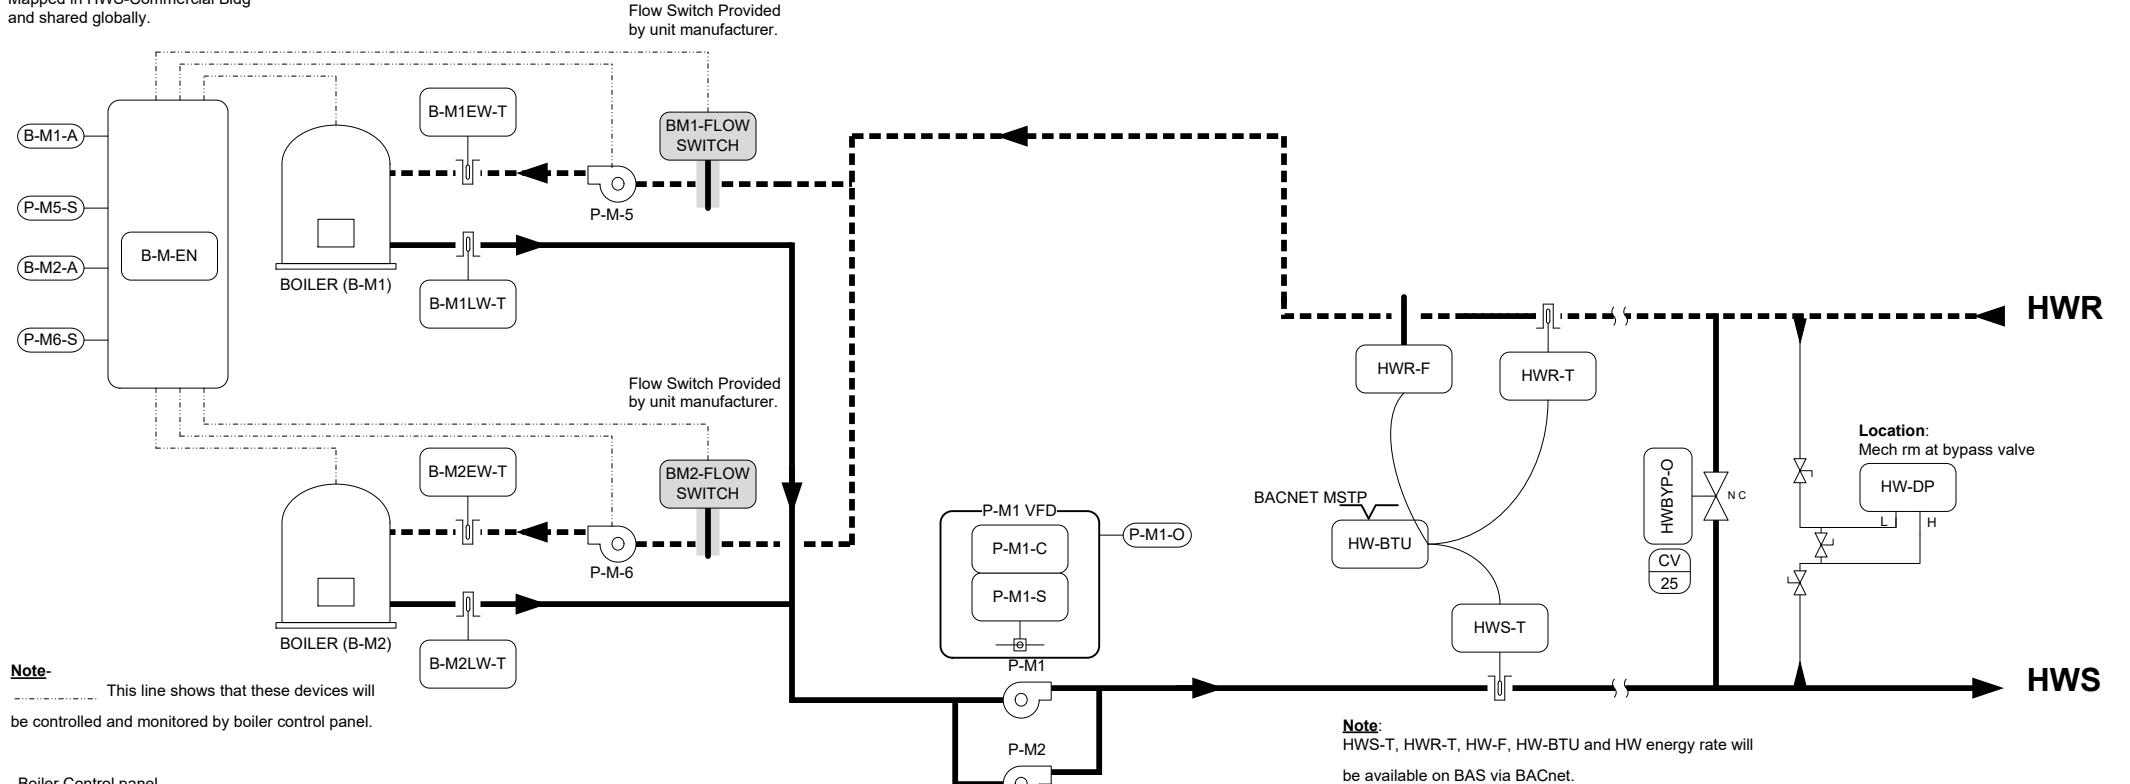 Mapped in HWS-Commercial Bldg
and shared globally.
Flow Switch Provided
by unit manufacturer.
B-M1-A
P-M5-S
B-M2-A
P-M6-S
B-M-EN
B-M1EW-T
BM1-FLOW
SWITCH
P-M-5
BOILER (B-M1)
B-M1LW-T
HWR
HWR-F
HWR-T
Flow Switch Provided
by unit manufacturer.
B-M2EW-T
BM2-FLOW
SWITCH
P-M-6
BOILER (B-M2)
B-M2LW-T
P-M1 VFD
P-M1-C
P-M1-S
P-M1-O
P-M1
P-M2
BACNET MSTP
HW-BTU
HWS-T
HWBYP-O
N C
CV
25
Location:
Mech rm at bypass valve
HW-DP
L
H
HWS
Note-
This line shows that these devices will
be controlled and monitored by boiler control panel.
Note:
HWS-T, HWR-T, HW-F, HW-BTU and HW energy rate will
be available on BAS via BACnet.
Boiler Control panel